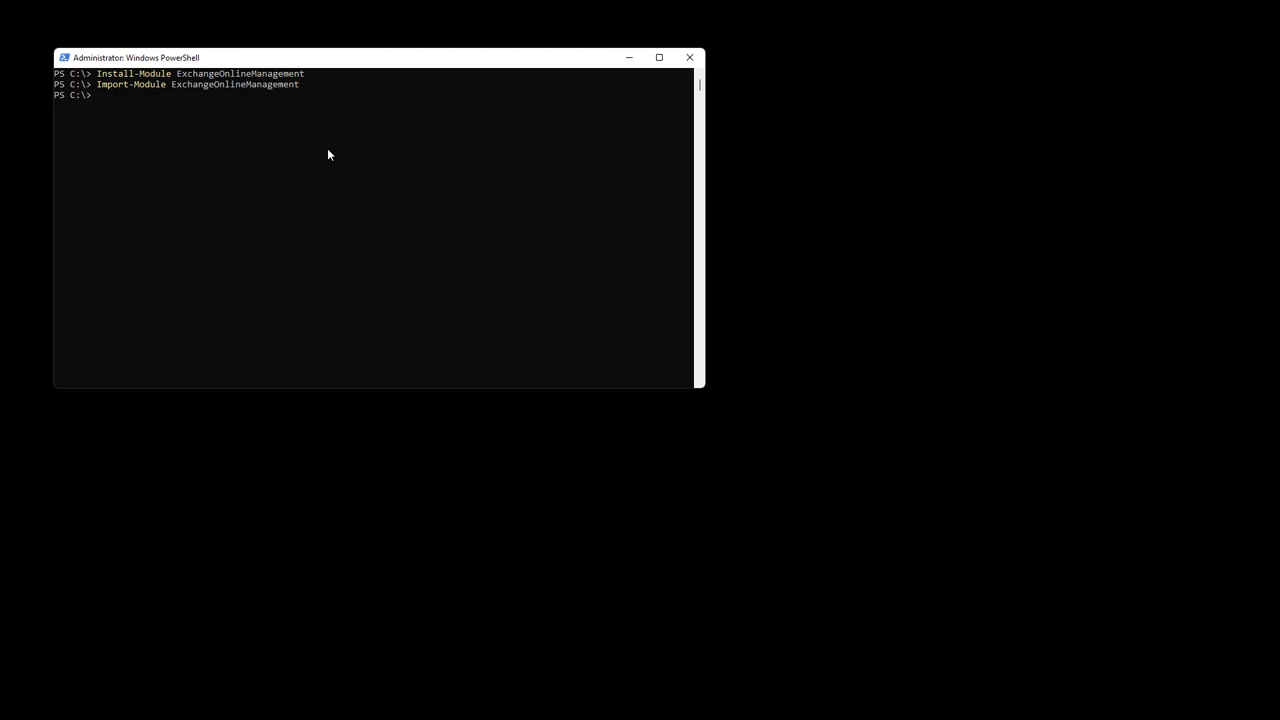 Administrator: Windows PowerShell
PS C:\> Install-Module ExchangeOnlineManagement
PS C:\> Import-Module ExchangeOnlineManagement
PS C:\>